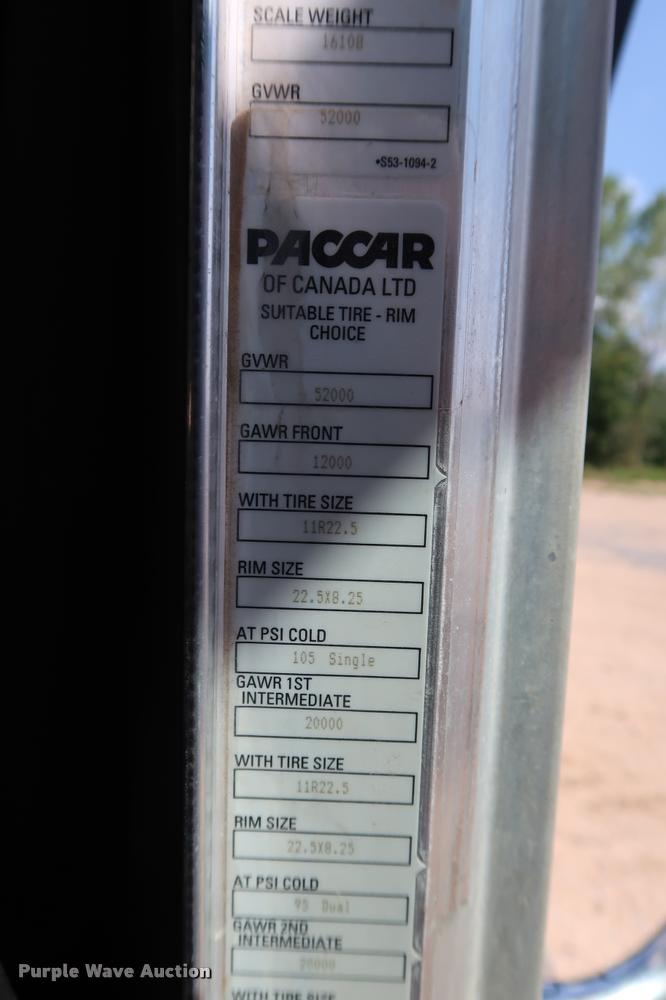 SCALE WEIGHT
16108
GVWR
52000
•S53-1094-2
PACCAR
OF CANADA LTD
SUITABLE TIRE - RIM
CHOICE
GVWR
52000
GAWR FRONT
12000
WITH TIRE SIZE
11R22.5
RIM SIZE
22.5X8.25
AT PSI COLD
105 Single
GAWR 1ST
INTERMEDIATE
20000
WITH TIRE SIZE
11R22.5
RIM SIZE
22.5X8.25
AT PSI COLD
95 Dual
GAWR 2ND
INTERMEDIATE
20000
WITH TIRE SIZE
Purple Wave Auction